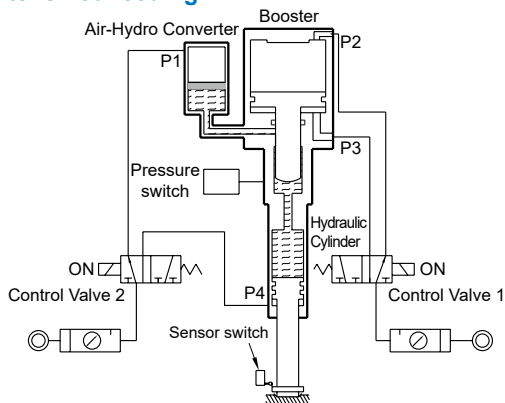 Booster
Air-Hydro Converter
P1
P2
P3
Pressure
switch
Hydraulic
Cylinder
ON
ON
P4
Control Valve 2
Control Valve 1
Sensor switch